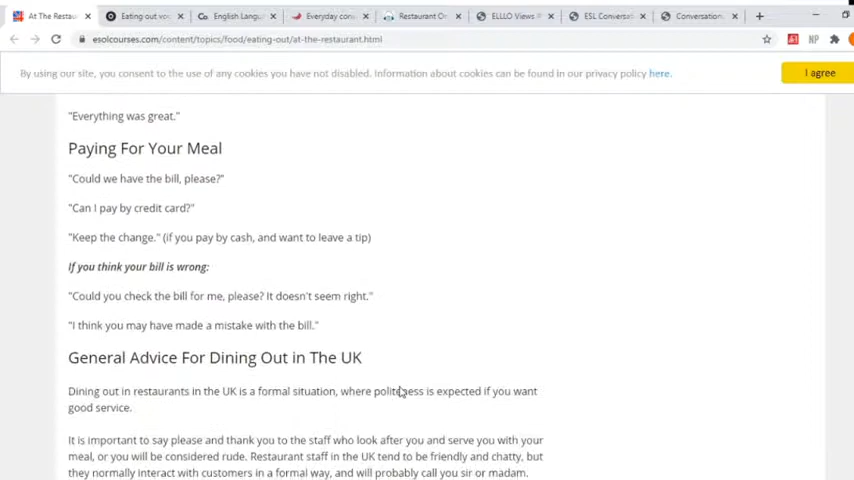 At The Restau
Eating out voc
English Langu
Everyday con
Restaurant O
ELLLO Views
ESL Conversat
Conversation
esolcourses.com/content/topics/food/eating-out/at-the-restaurant.html
NP
By using our site, you consent to the use of any cookies you have not disabled. Information about cookies can be found in our privacy policy here.
I agree
"Everything was great."
Paying For Your Meal
"Could we have the bill, please?"
"Can I pay by credit card?"
"Keep the change." (if you pay by cash, and want to leave a tip)
If you think your bill is wrong:
"Could you check the bill for me, please? It doesn't seem right."
"I think you may have made a mistake with the bill."
General Advice For Dining Out in The UK
Dining out in restaurants in the UK is a formal situation, where politeness is expected if you want
good service.
It is important to say please and thank you to the staff who look after you and serve you with your
meal, or you will be considered rude. Restaurant staff in the UK tend to be friendly and chatty, but
they normally interact with customers in a formal way, and will probably call you sir or madam.